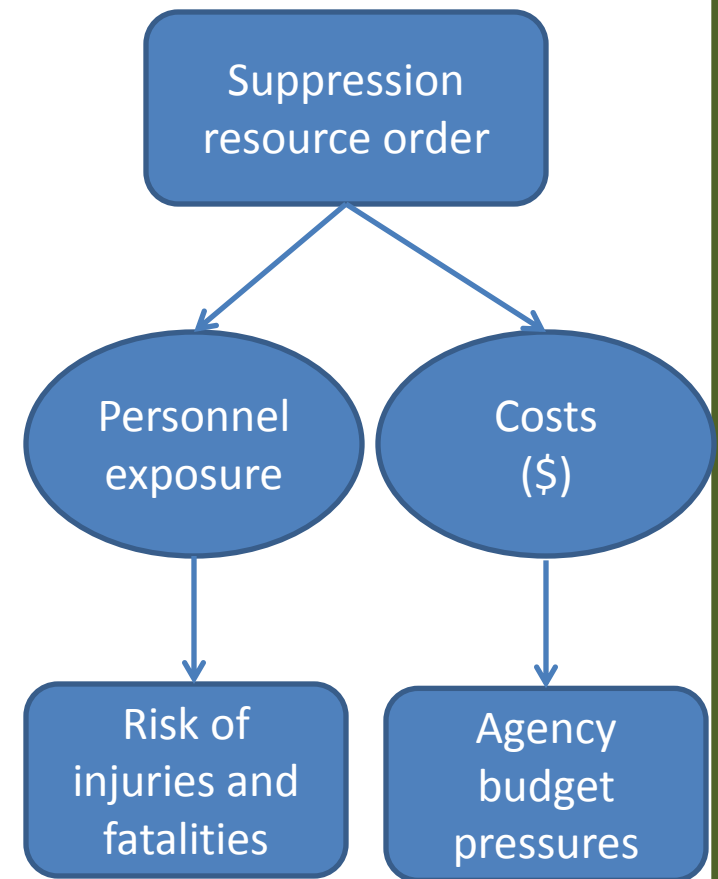 Suppression
resource order
Personnel
exposure
Costs
($)
Risk of
injuries and
fatalities
Agency
budget
pressures